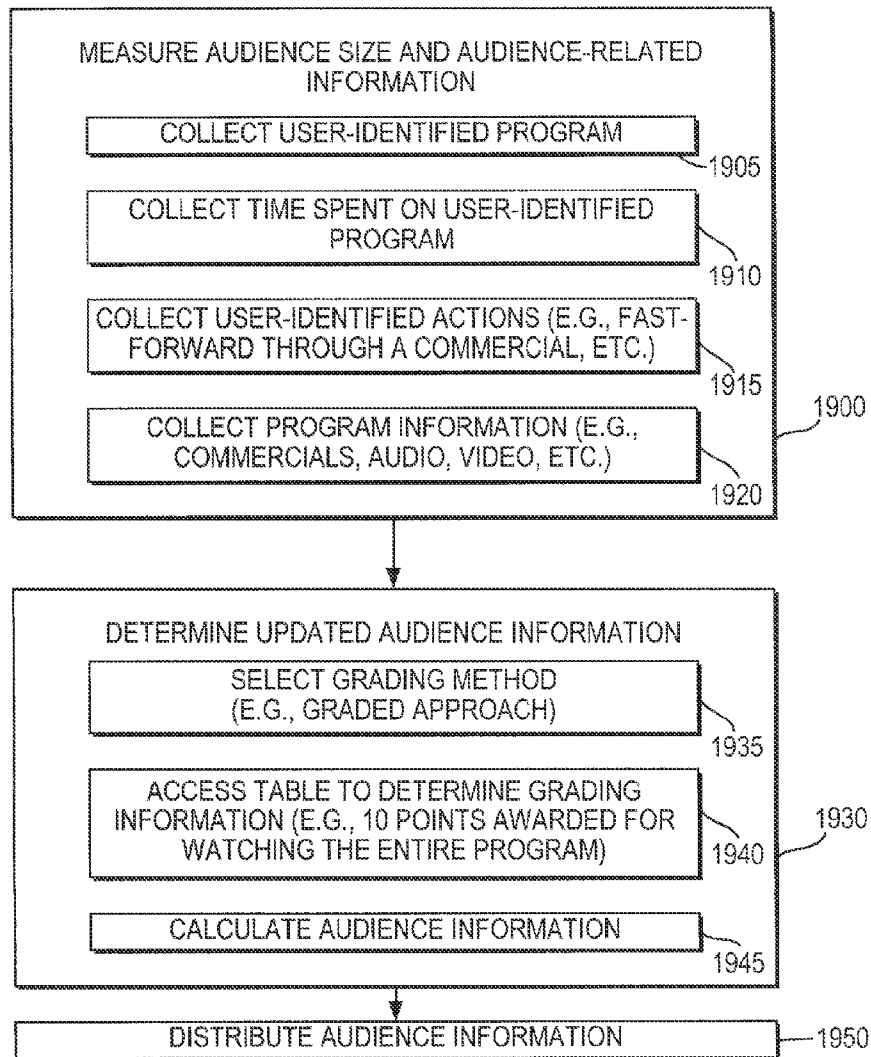 MEASURE AUDIENCE SIZE AND AUDIENCE-RELATED
INFORMATION
COLLECT USER-IDENTIFIED PROGRAM
1905
COLLECT TIME SPENT ON USER-IDENTIFIED
PROGRAM
1910
COLLECT USER-IDENTIFIED ACTIONS (E.G., FAST-
FORWARD THROUGH A COMMERCIAL, ETC.)
1915
COLLECT PROGRAM INFORMATION (E.G.,
COMMERCIALS, AUDIO, VIDEO, ETC.)
1920
1900
DETERMINE UPDATED AUDIENCE INFORMATION
SELECT GRADING METHOD
(E.G., GRADED APPROACH)
1935
ACCESS TABLE TO DETERMINE GRADING
INFORMATION (E.G., 10 POINTS AWARDED FOR
WATCHING THE ENTIRE PROGRAM)
1940
1930
CALCULATE AUDIENCE INFORMATION
1945
DISTRIBUTE AUDIENCE INFORMATION
1950